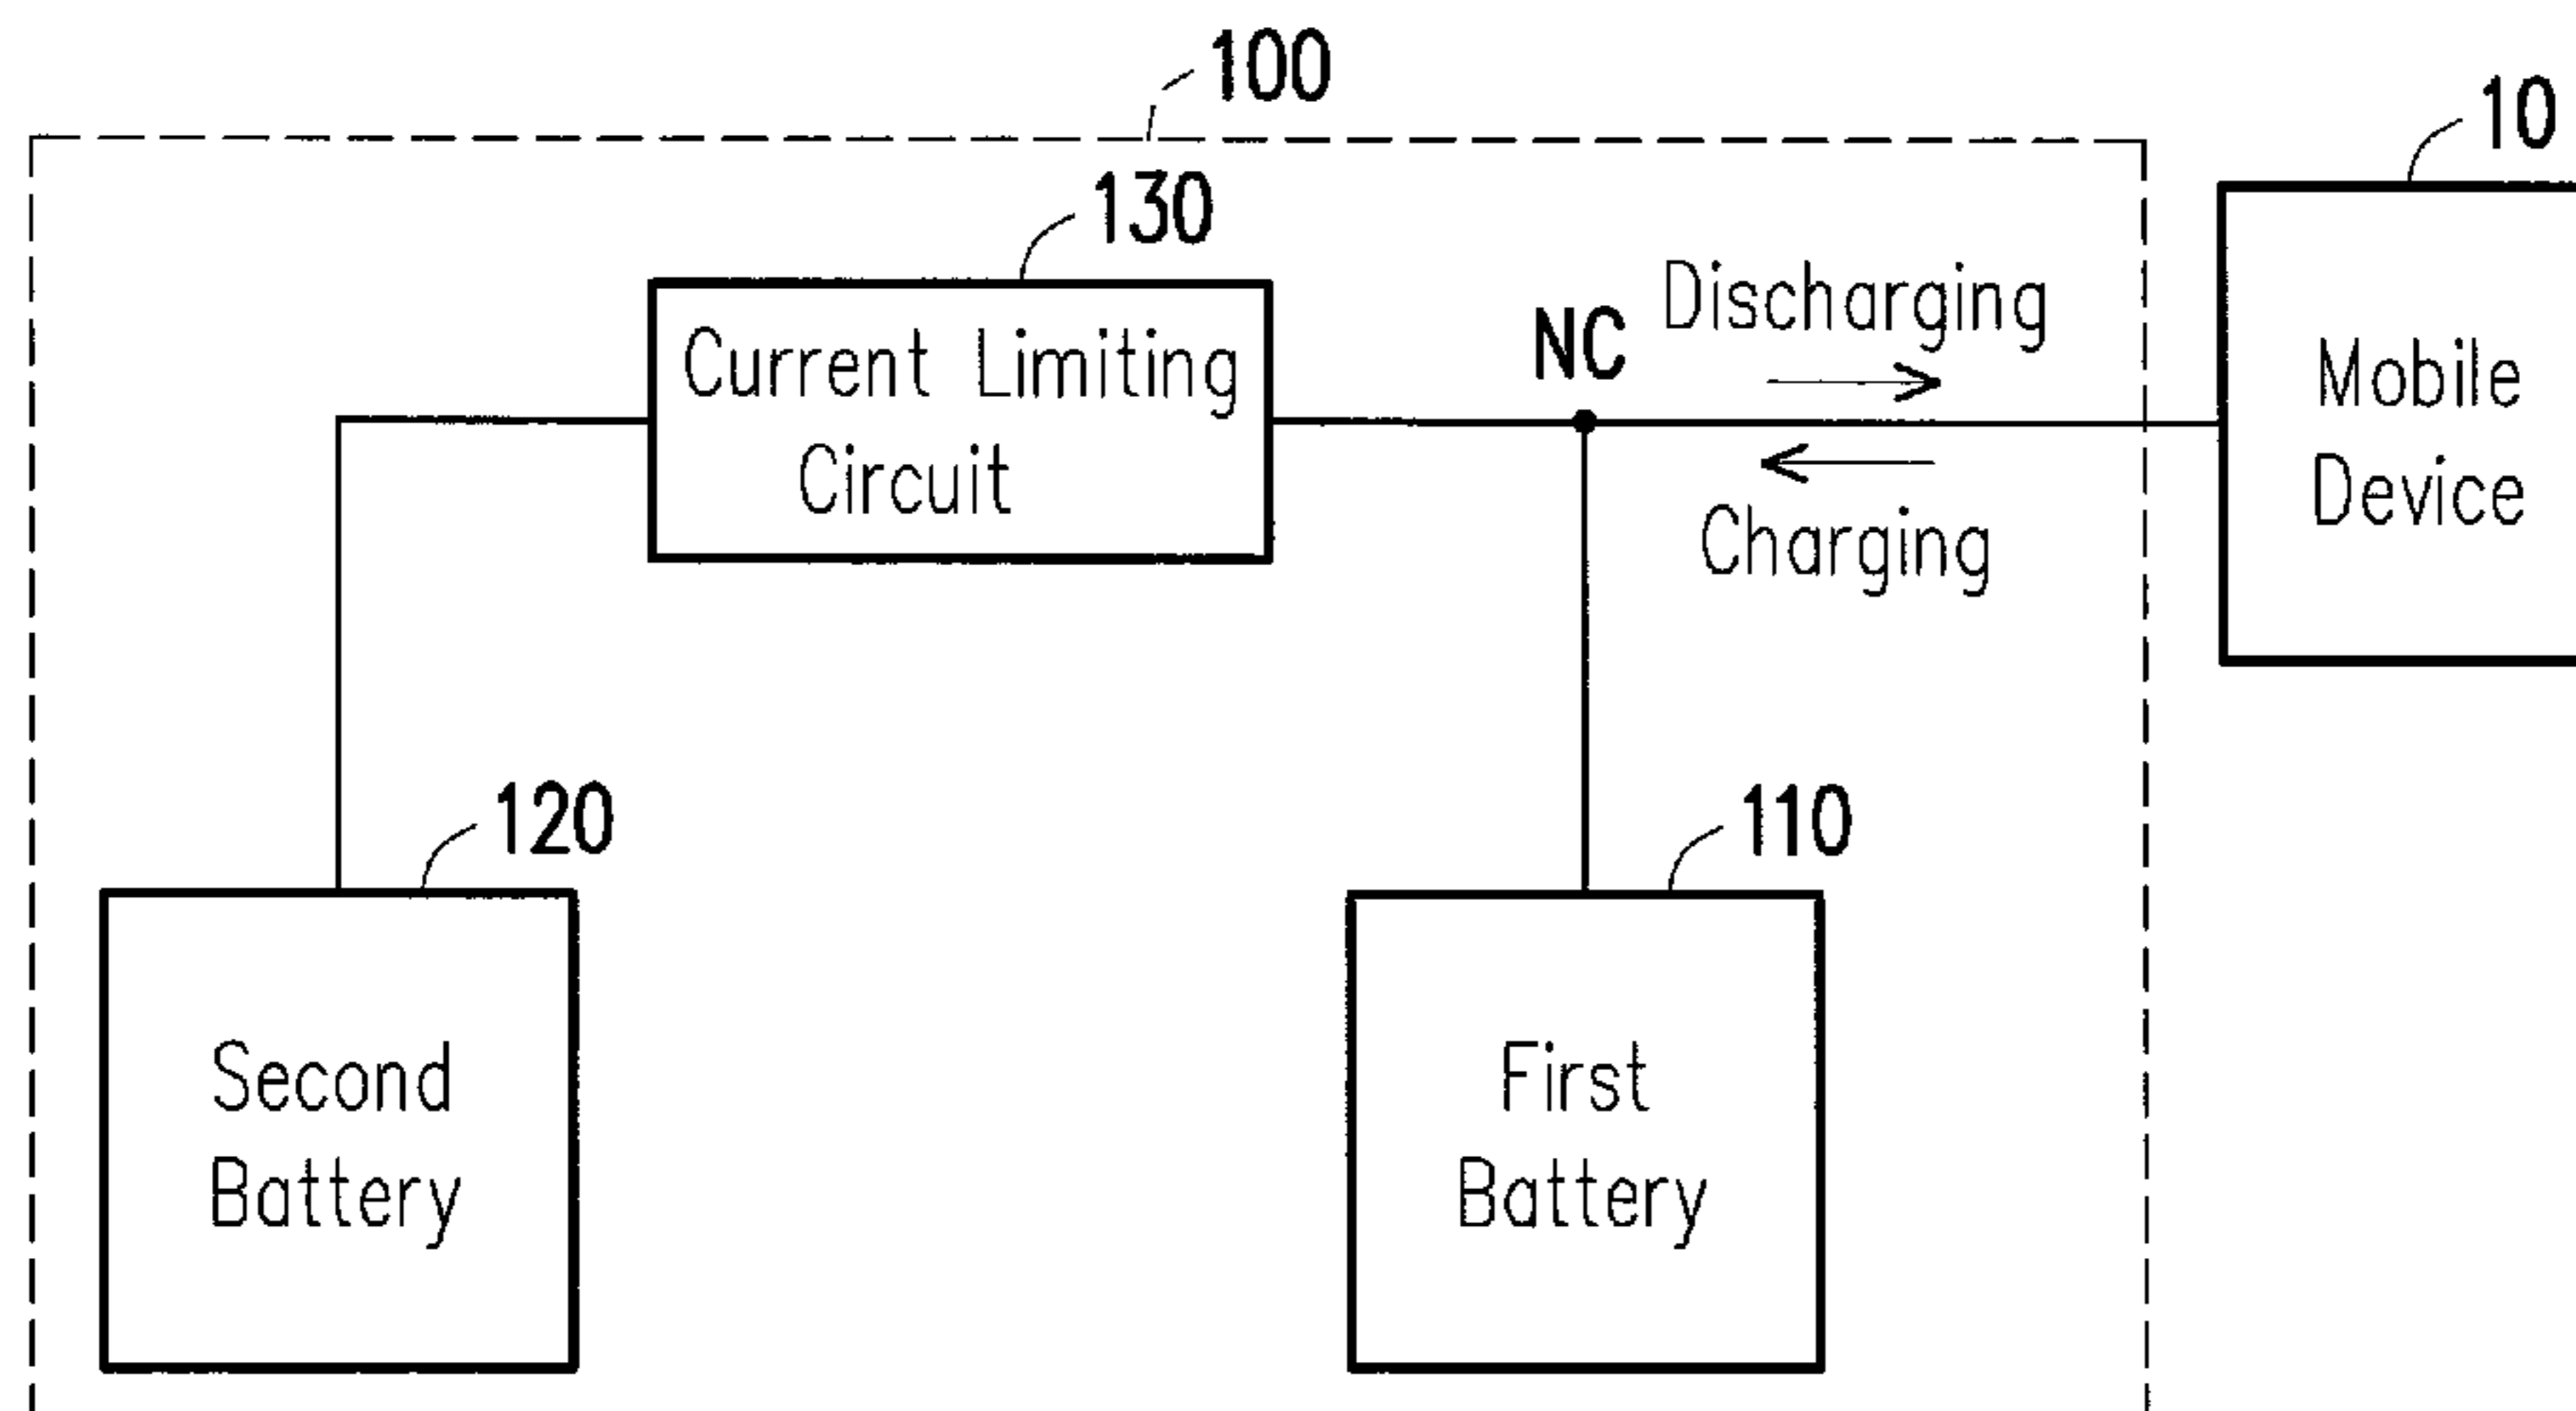 100
10
130
Discharging
NC
Current Limiting
Circuit
Mobile
Device
Charging
120
110
Second
Battery
First
Battery